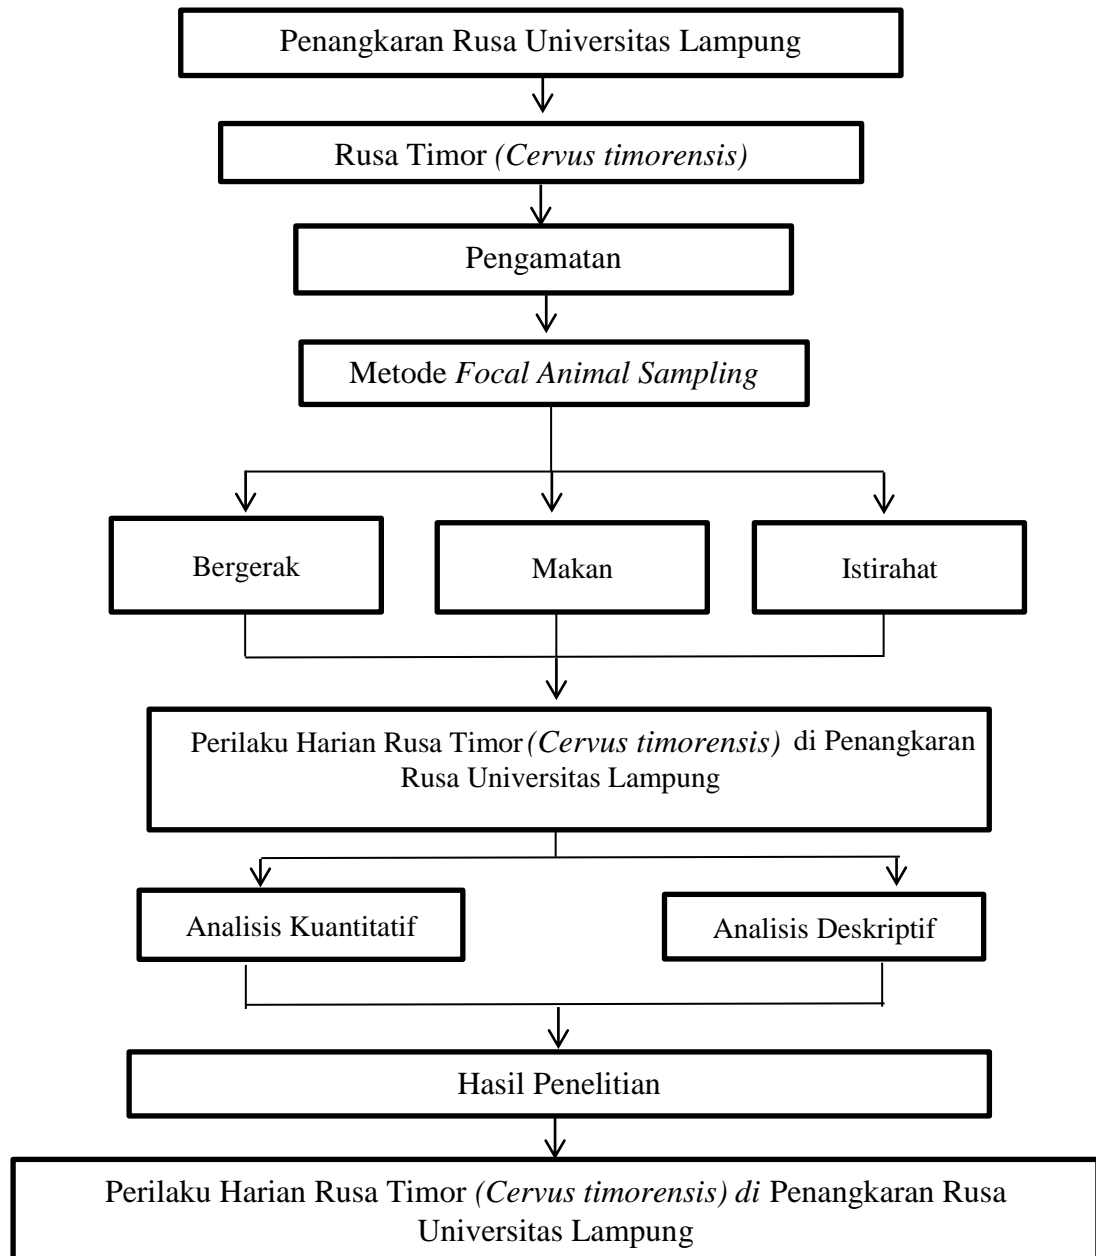 Penangkaran Rusa Universitas Lampung
Rusa Timor (Cervus timorensis)
Pengamatan
Metode Focal Animal Sampling
Bergerak
Makan
Istirahat
Perilaku Harian Rusa Timor (Cervus timorensis) di Penangkaran
Rusa Universitas Lampung
Analisis Kuantitatif
Analisis Deskriptif
Hasil Penelitian
Perilaku Harian Rusa Timor (Cervus timorensis) di Penangkaran Rusa
Universitas Lampung